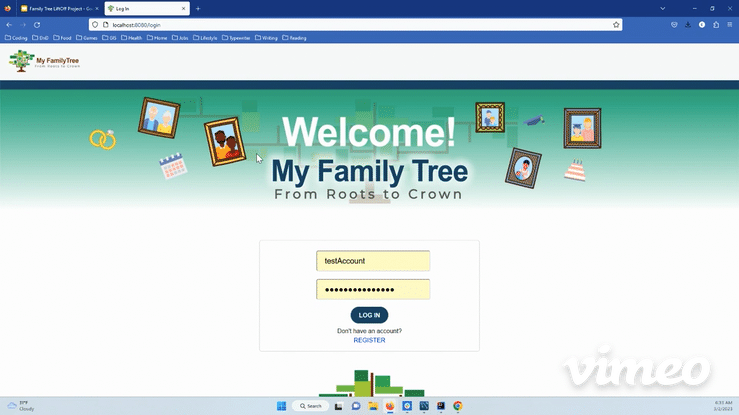 Family Tree LiftOff Project - Go
Log In
localhost:8080/login
Coding
DnD
Food
Games
GIS
Health
Home
Jobs
Lifestyle
Typewriter
Writing
Reading
My FamilyTree
From Roots to Crown
Welcome!
My Family Tree
From Roots to Crown
testAccount
LOG IN
Don't have an account?
REGISTER
vimeo
Cloudy
Search
2/2/2023